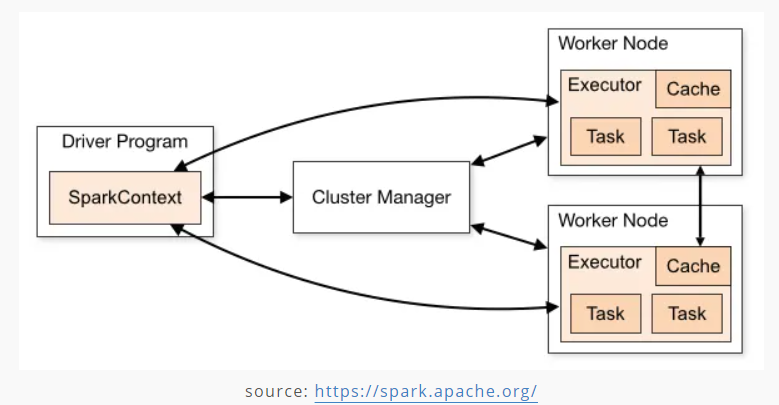 Driver Program
SparkContext
Cluster Manager
Worker Node
Executor
Cache
Task
Task
Worker Node
Executor
Cache
Task
Task
source: https://spark.apache.org/